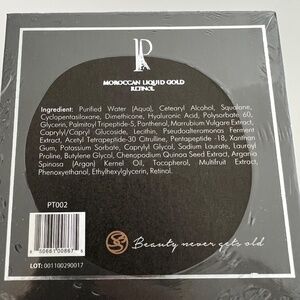 MOROCCAN LIQUID GOLD
RETINOL
Ingredient: Purified Water (Aqua), Cetearyl Alcohol, Squalane,
Cyclopentasiloxane, Dimethicone, Hyaluronic Acid, Polysorbate 60,
Glycerin, Palmitoyl Tripeptide-5, Panthenol, Marrubium Vulgare Extract,
Caprylyl/Capryl Glucoside, Lecithin, Pseudoalteromonas Ferment
Extract, Acetyl Tetrapeptide-30 Citrulline, Pentapeptide -18, Xanthan
Gum, Potassium Sorbate, Caprylyl Glycol, Sodium Laurate, Lauroyl
Proline, Butylene Glycol, Chenopodium Quinoa Seed Extract, Argania
Spinasa (Argan) Kernel Oil, Tocopherol, Multifruit Extract,
Phenoxyethanol, Ethylhexylglycerin, Retinol.
PT002
Beauty never gets old
LOT: 001100290017